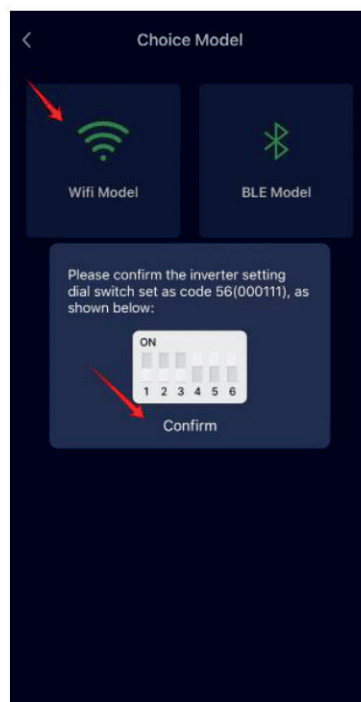 Choice Model
Wifi Model
BLE Model
Please confirm the inverter setting
dial switch set as code 56(000111), as
shown below:
ON
1 2 3 4 5 6
Confirm